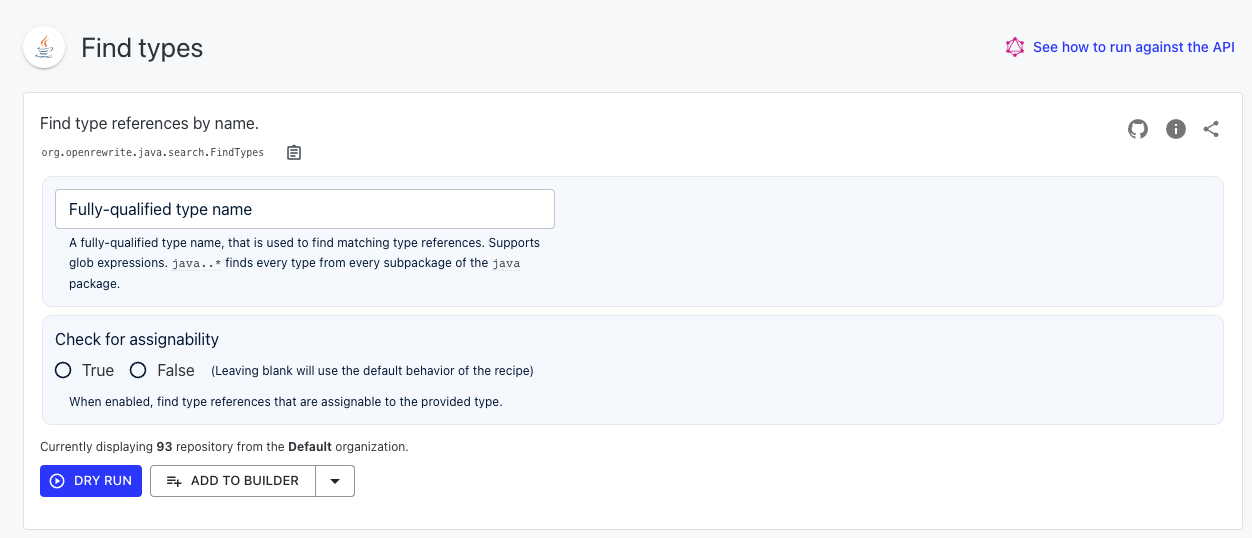 Find types
See how to run against the API
Find type references by name.
org.openrewrite.java.search.FindTypes
Fully-qualified type name
A fully-qualified type name, that is used to find matching type references. Supports
glob expressions. java..* finds every type from every subpackage of the java
package.
Check for assignability
True False (Leaving blank will use the default behavior of the recipe)
When enabled, find type references that are assignable to the provided type.
Currently displaying 93 repository from the Default organization.
DRY RUN ADD TO BUILDER